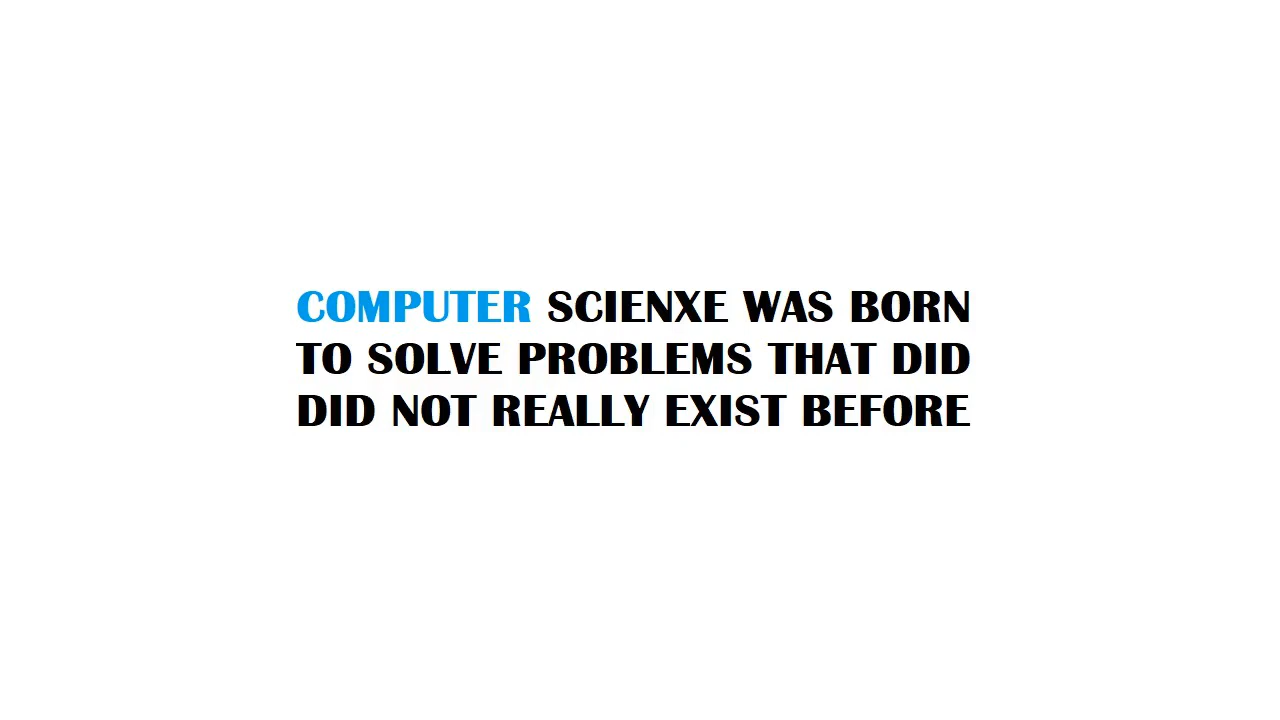 COMPUTER SCIENXE WAS BORN
TO SOLVE PROBLEMS THAT DID
DID NOT REALLY EXIST BEFORE